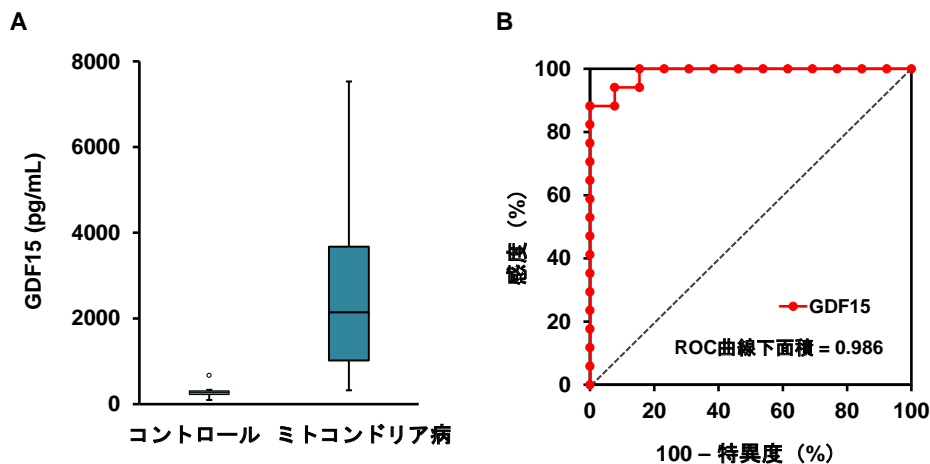 A
8000
6000
4000
2000
0
GDF15 (pg/mL)
コントロール ミトコンドリア病
B
100
80
60
40
20
0
感度（%）
GDF15
ROC曲線下面積 = 0.986
0 20 40 60 80 100
100 – 特異度（%）